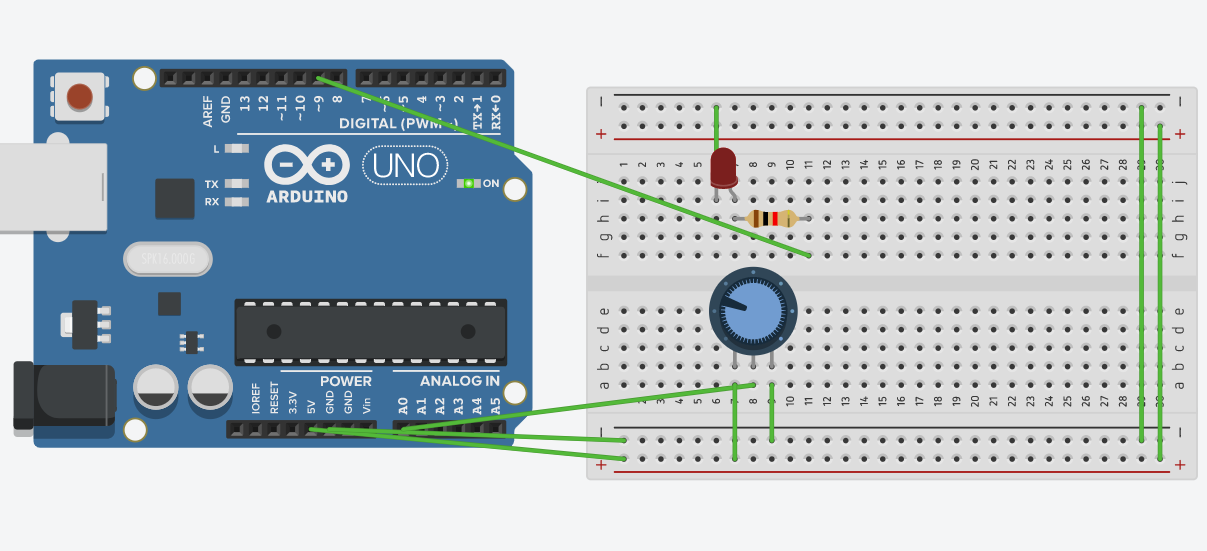 AREF GND 13 12 ~11 ~10 ~9 8 7 ~6 ~5 4 ~3 2 TX→1 RX←0
DIGITAL (PWM ~)
L
TX
RX
UNO
ON
ARDUINO
SPK16.000G
POWER
ANALOG IN
IOREF RESET 3.3V 5V GND GND Vin A0 A1 A2 A3 A4 A5
− −
+ +
1 2 3 4 5 6 7 8 9 10 11 12 13 14 15 16 17 18 19 20 21 22 23 24 25 26 27 28 29 30
j j
i i
h h
g g
f f
e e
d d
c c
b b
a a
1 2 3 4 5 6 7 8 9 10 11 12 13 14 15 16 17 18 19 20 21 22 23 24 25 26 27 28 29 30
− −
+ +